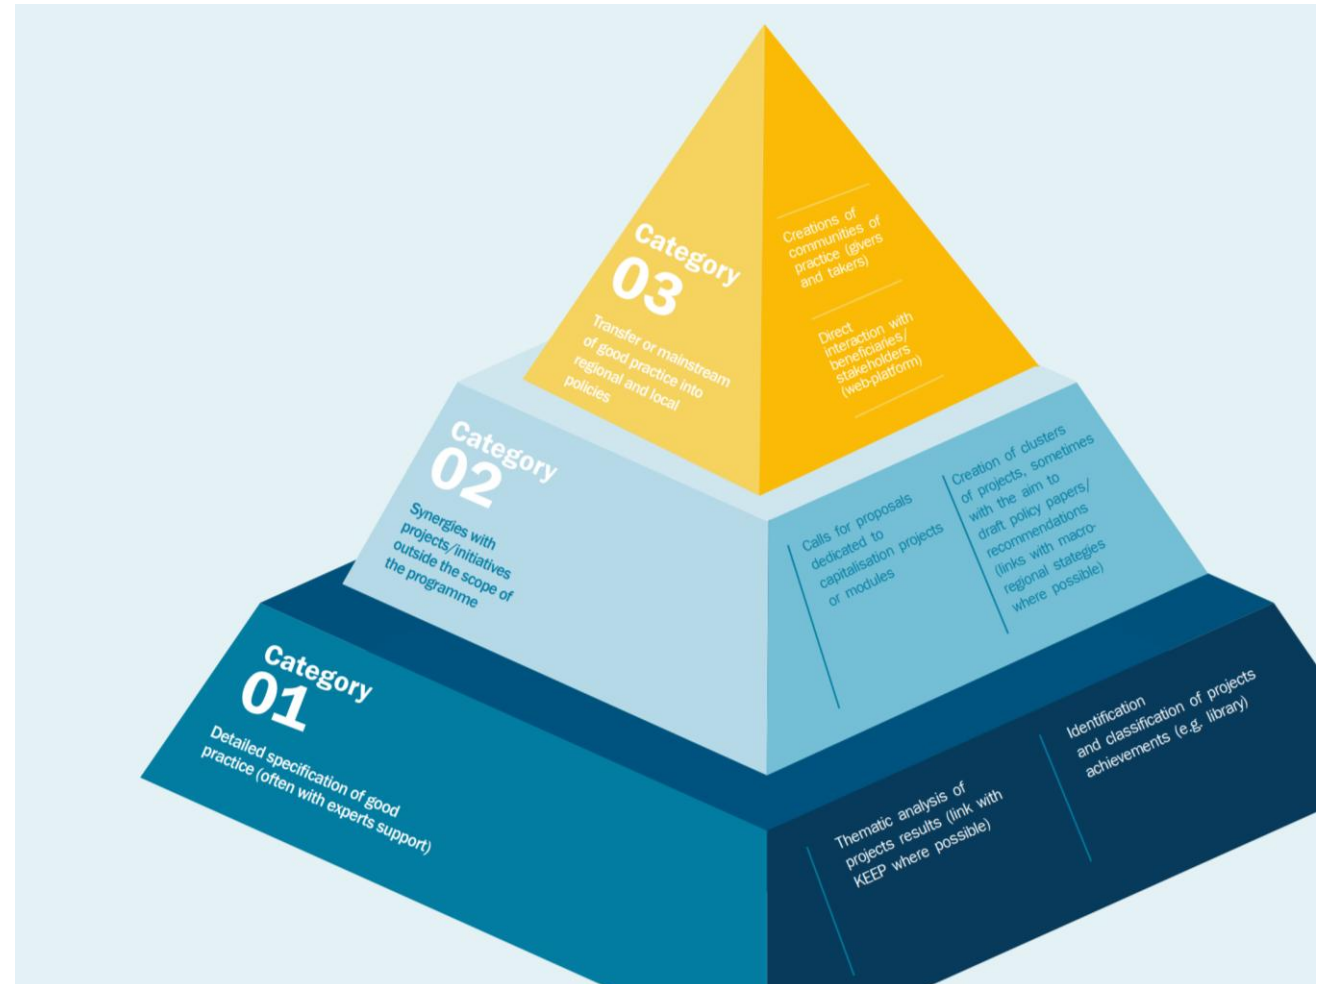 Category
03
Transfer or mainstream
of good practice into
regional and local
policies
Creations of
communities of
practice (givers
and takers)
Direct
interaction with
beneficiaries/
stakeholders
(web-platform)
Category
02
Synergies with
projects/initiatives
outside the scope of
the programme
Calls for proposals
dedicated to
capitalisation projects
or modules
Creation of clusters
of projects, sometimes
with the aim to
draft policy papers/
recommendations
(links with macro-
regional stategies
where possible)
Category
01
Detailed specification of good
practice (often with experts support)
Thematic analysis of
projects results (link with
KEEP where possible)
Identification
and classification of projects
achievements (e.g. library)